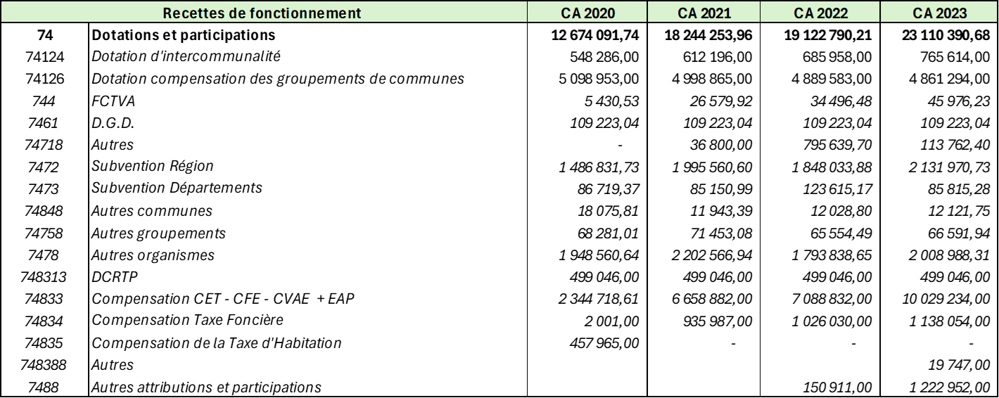 Recettes de fonctionnement CA 2020 CA 2021 CA 2022 CA 2023
74 Dotations et participations 12 674 091,74 18 244 253,96 19 122 790,21 23 110 390,68
74124 Dotation d'intercommunalité 548 286,00 612 196,00 685 958,00 765 614,00
74126 Dotation compensation des groupements de communes 5 098 953,00 4 998 865,00 4 889 583,00 4 861 294,00
744 FCTVA 5 430,53 26 579,92 34 496,48 45 976,23
7461 D.G.D. 109 223,04 109 223,04 109 223,04 109 223,04
74718 Autres - 36 800,00 795 639,70 113 762,40
7472 Subvention Région 1 486 831,73 1 995 560,60 1 848 033,88 2 131 970,73
7473 Subvention Départements 86 719,37 85 150,99 123 615,17 85 815,28
74848 Autres communes 18 075,81 11 943,39 12 028,80 12 121,75
74758 Autres groupements 68 281,01 71 453,08 65 554,49 66 591,94
7478 Autres organismes 1 948 560,64 2 202 566,94 1 793 838,65 2 008 988,31
748313 DCRTP 499 046,00 499 046,00 499 046,00 499 046,00
74833 Compensation CET - CFE - CVAE + EAP 2 344 718,61 6 658 882,00 7 088 832,00 10 029 234,00
74834 Compensation Taxe Foncière 2 001,00 935 987,00 1 026 030,00 1 138 054,00
74835 Compensation de la Taxe d'Habitation 457 965,00 - - -
748388 Autres 19 747,00
7488 Autres attributions et participations 150 911,00 1 222 952,00